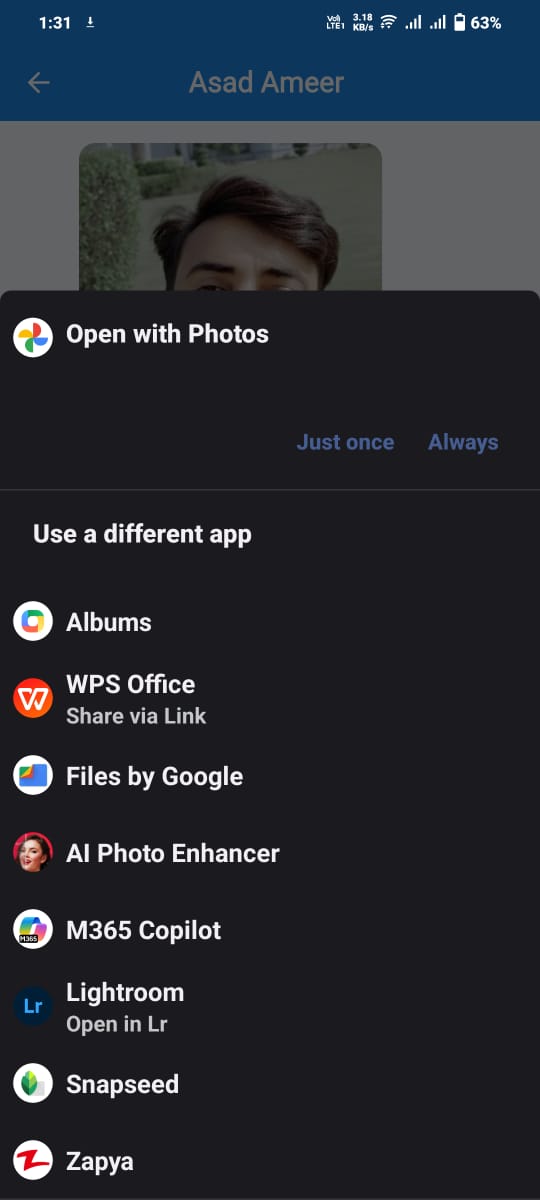 1:31
Vo)) LTE1 3.18 KB/s 63%
Asad Ameer
Open with Photos
Just once Always
Use a different app
Albums
WPS Office
Share via Link
Files by Google
AI Photo Enhancer
M365
M365 Copilot
Lr Lightroom
Open in Lr
Snapseed
Zapya